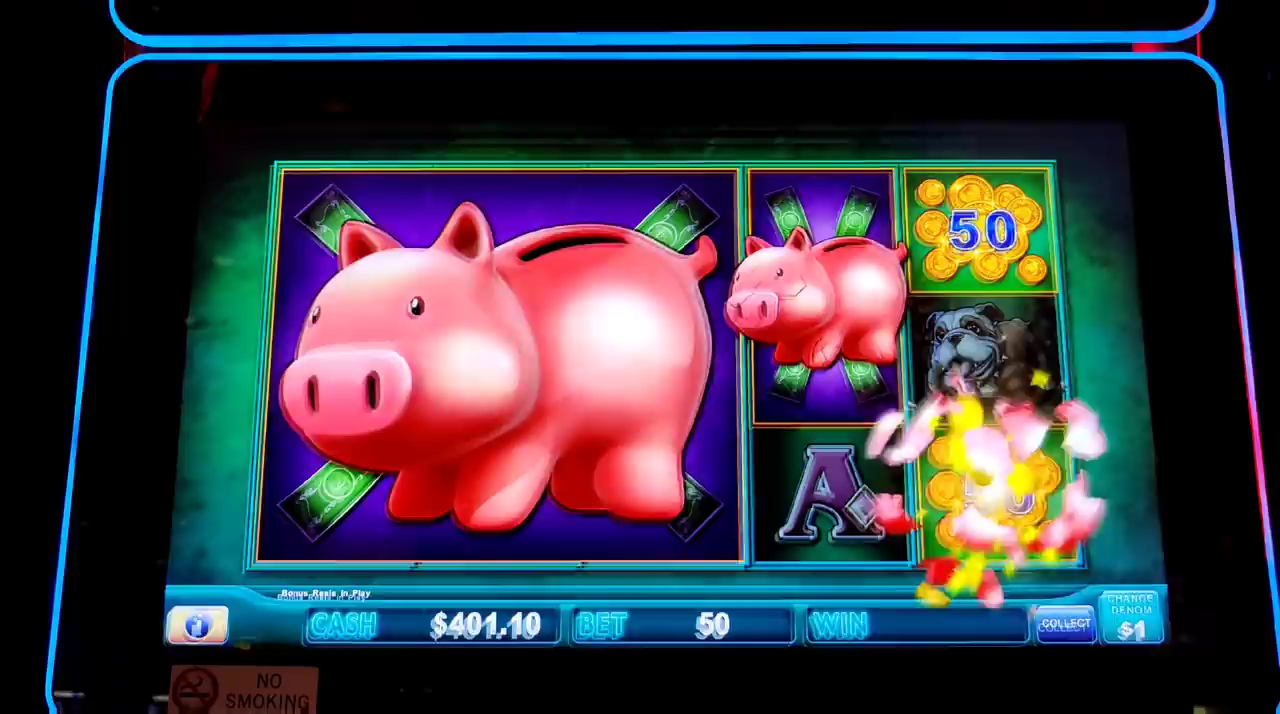 50
A
Bonus Reels in Play
CASH $401.10 BET 50 WIN COLLECT
CHANGE
DENOM
$1
NO
SMOKING